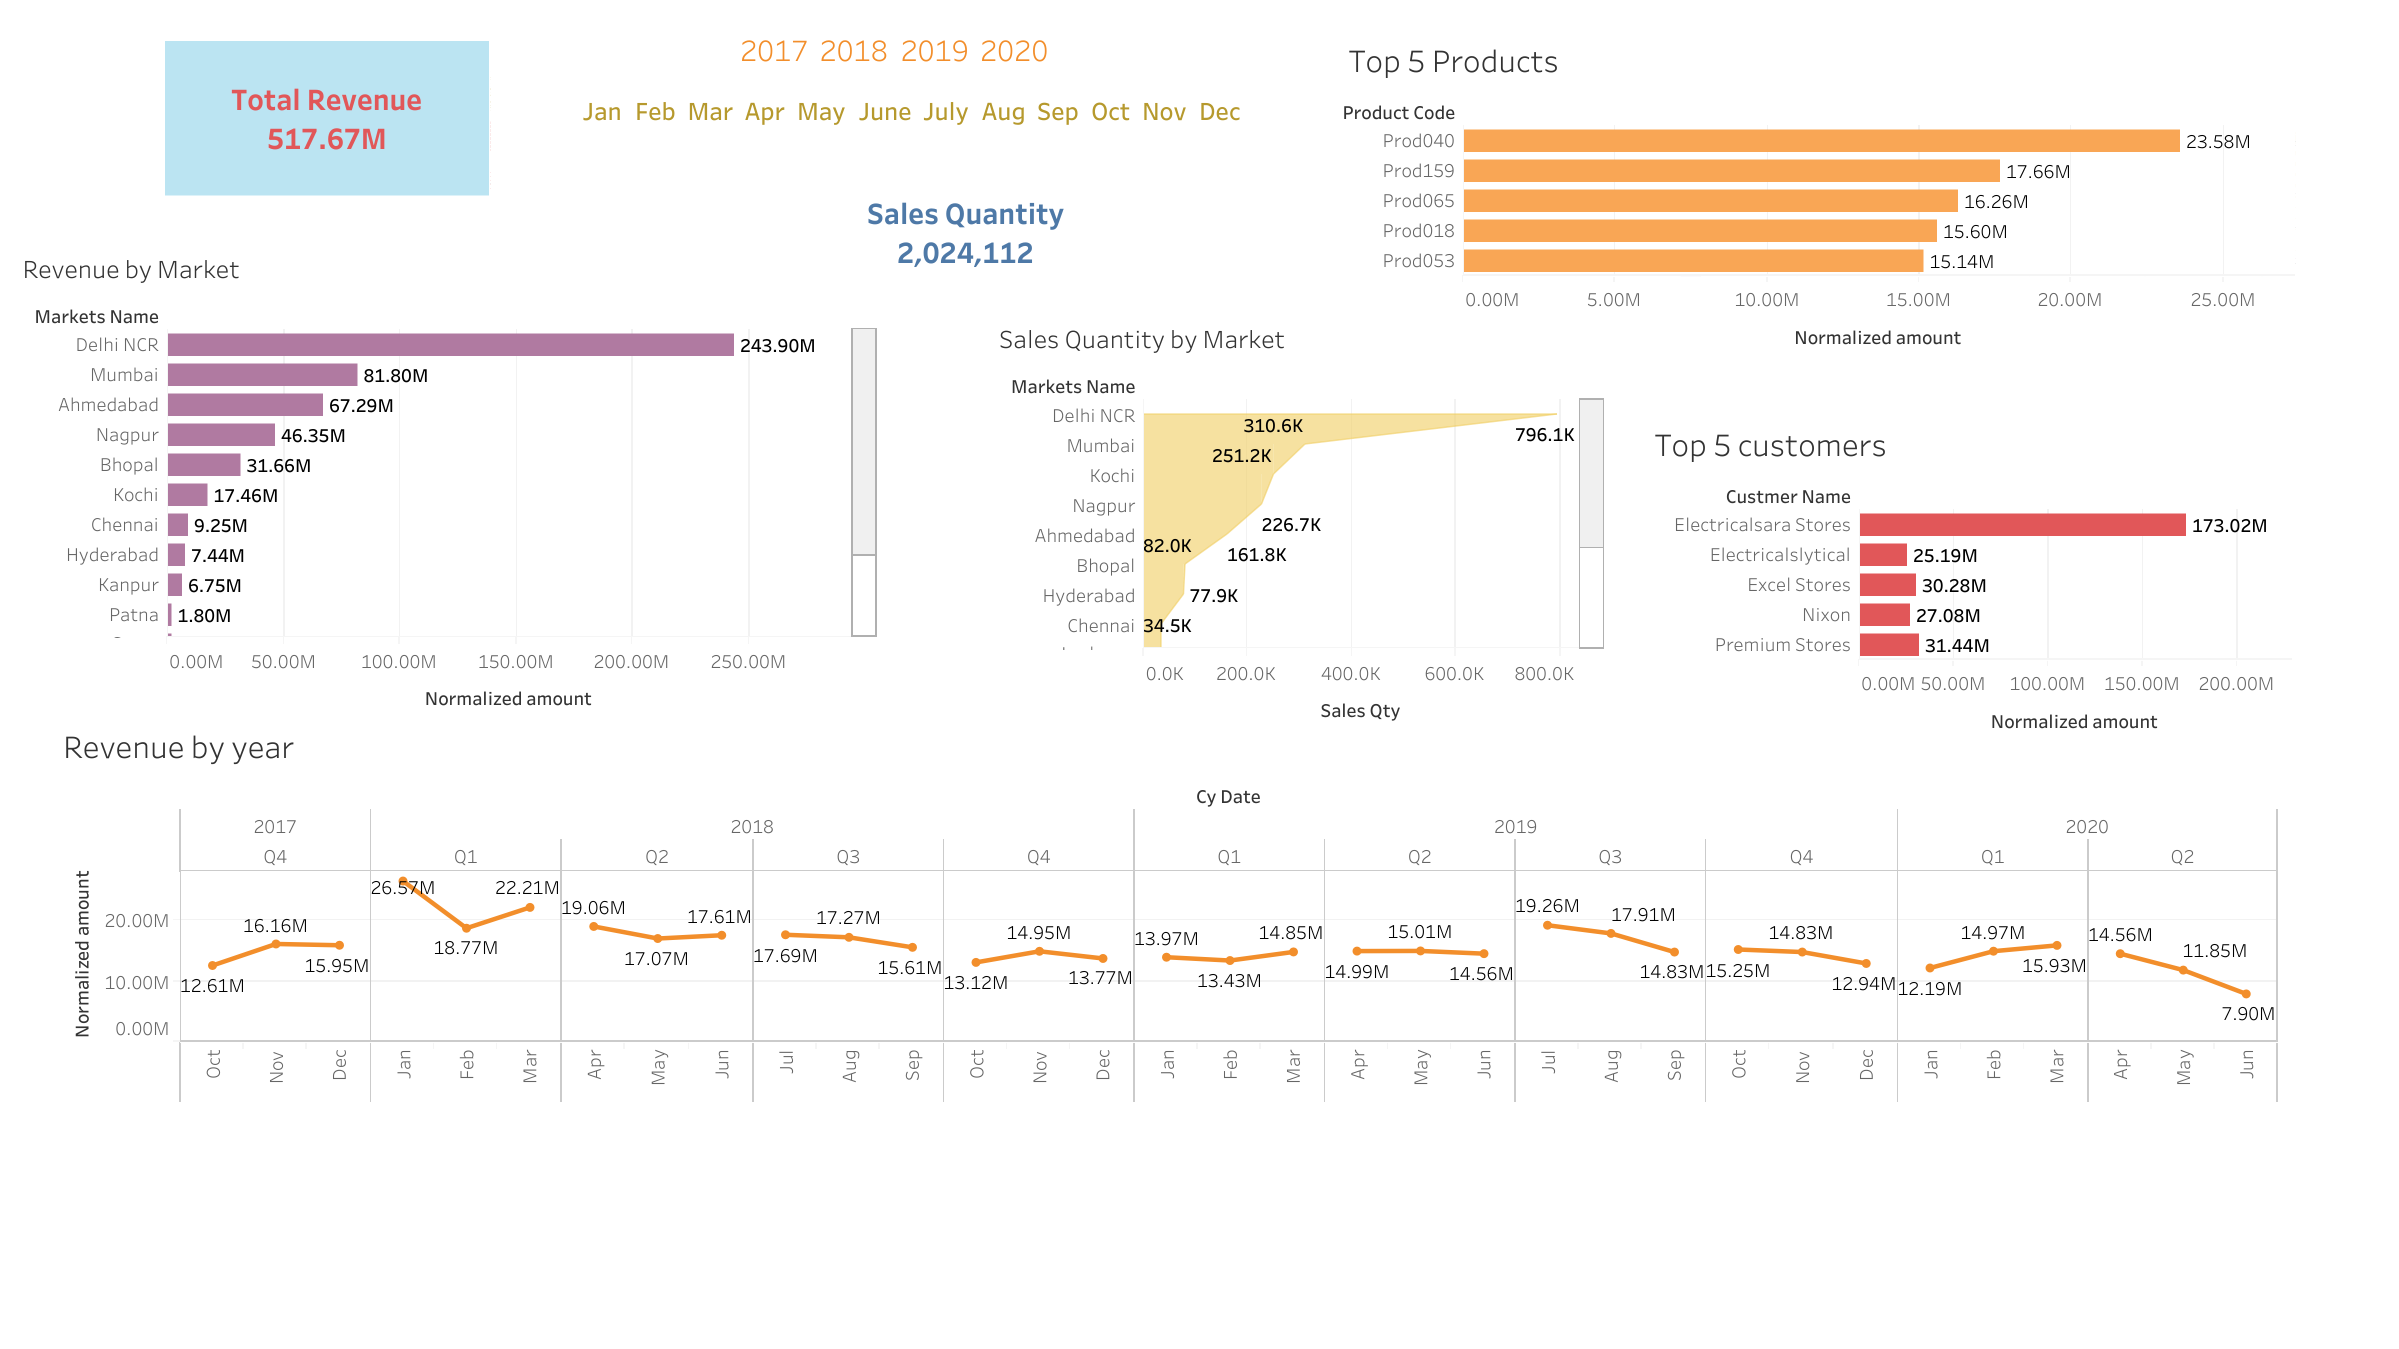 Total Revenue
517.67M
2017 2018 2019 2020
Jan Feb Mar Apr May June July Aug Sep Oct Nov Dec
Sales Quantity
2,024,112
Top 5 Products
Product Code
Prod040 23.58M
Prod159 17.66M
Prod065 16.26M
Prod018 15.60M
Prod053 15.14M
0.00M 5.00M 10.00M 15.00M 20.00M 25.00M
Normalized amount
Revenue by Market
Markets Name
Delhi NCR 243.90M
Mumbai 81.80M
Ahmedabad 67.29M
Nagpur 46.35M
Bhopal 31.66M
Kochi 17.46M
Chennai 9.25M
Hyderabad 7.44M
Kanpur 6.75M
Patna 1.80M
0.00M 50.00M 100.00M 150.00M 200.00M 250.00M
Normalized amount
Sales Quantity by Market
Markets Name
Delhi NCR 796.1K
Mumbai 310.6K
Kochi 251.2K
Nagpur 226.7K
Ahmedabad 161.8K
Bhopal 82.0K
Hyderabad 77.9K
Chennai 34.5K
0.0K 200.0K 400.0K 600.0K 800.0K
Sales Qty
Top 5 customers
Custmer Name
Electricalsara Stores 173.02M
Electricalslytical 25.19M
Excel Stores 30.28M
Nixon 27.08M
Premium Stores 31.44M
0.00M 50.00M 100.00M 150.00M 200.00M
Normalized amount
Revenue by year
Cy Date
2017 2018 2019 2020
Q4 Q1 Q2 Q3 Q4 Q1 Q2 Q3 Q4 Q1 Q2
Normalized amount
20.00M
10.00M
0.00M
12.61M 16.16M 15.95M
26.57M 18.77M 22.21M
19.06M 17.07M 17.61M
17.69M 17.27M 15.61M
13.12M 14.95M 13.77M
13.97M 13.43M 14.85M
14.99M 15.01M 14.56M
19.26M 17.91M 14.83M
15.25M 14.83M 12.94M
12.19M 14.97M 15.93M
14.56M 11.85M 7.90M
Oct Nov Dec Jan Feb Mar Apr May Jun Jul Aug Sep Oct Nov Dec Jan Feb Mar Apr May Jun Jul Aug Sep Oct Nov Dec Jan Feb Mar Apr May Jun